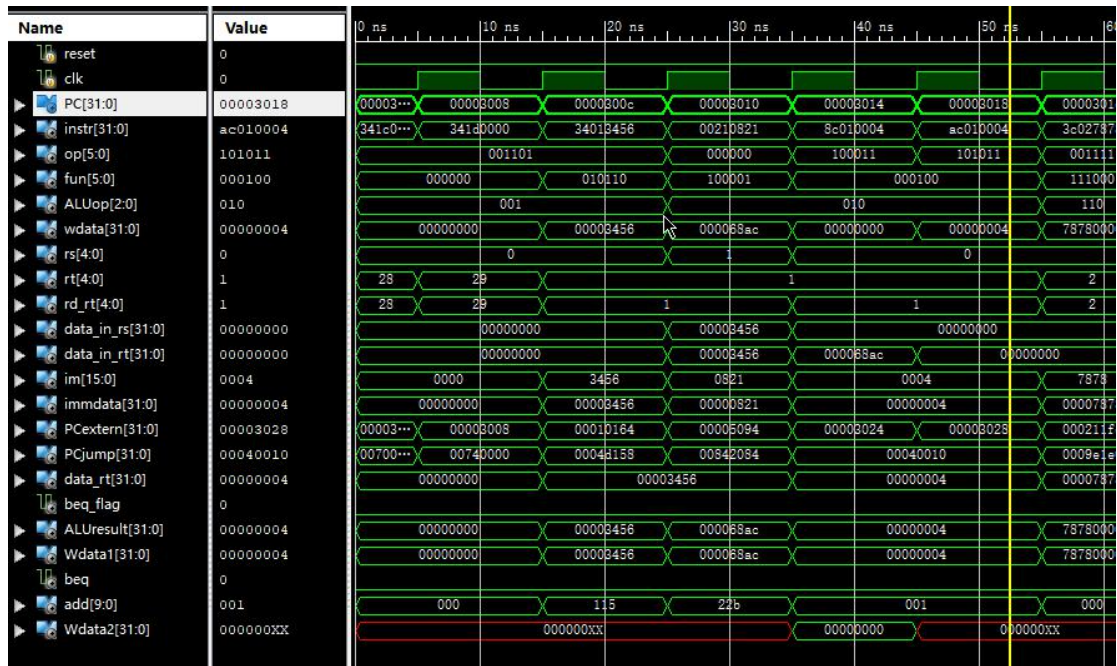 Name Value 0 ns 10 ns 20 ns 30 ns 40 ns 50 ns
reset 0
clk 0
PC[31:0] 00003018 00003··· 00003008 0000300c 00003010 00003014 00003018 0000301
instr[31:0] ac010004 341c0··· 341d0000 34013456 00210821 8c010004 ac010004 3c02787
op[5:0] 101011 001101 000000 100011 101011 001111
fun[5:0] 000100 000000 010110 100001 000100 111000
ALUop[2:0] 010 001 010 110
wdata[31:0] 00000004 00000000 00003456 000068ac 00000000 00000004 7878000
rs[4:0] 0 0 1 0
rt[4:0] 1 28 29 1 2
rd_rt[4:0] 1 28 29 1 1 2
data_in_rs[31:0] 00000000 00000000 00003456 00000000
data_in_rt[31:0] 00000000 00000000 00003456 000068ac 00000000
im[15:0] 0004 0000 3456 0821 0004 7878
immdata[31:0] 00000004 00000000 00003456 00000821 00000004 0000787
PCextern[31:0] 00003028 00003··· 00003008 00010164 00005094 00003024 00003028 000211f
PCjump[31:0] 00040010 00700··· 00740000 0004d158 00842084 00040010 0009e1e
data_rt[31:0] 00000004 00000000 00003456 00000004 0000787
beq_flag 0
ALUresult[31:0] 00000004 00000000 00003456 000068ac 00000004 7878000
Wdata1[31:0] 00000004 00000000 00003456 000068ac 00000004 7878000
beq 0
add[9:0] 001 000 115 22b 001 000
Wdata2[31:0] 000000XX 000000XX 00000000 000000XX